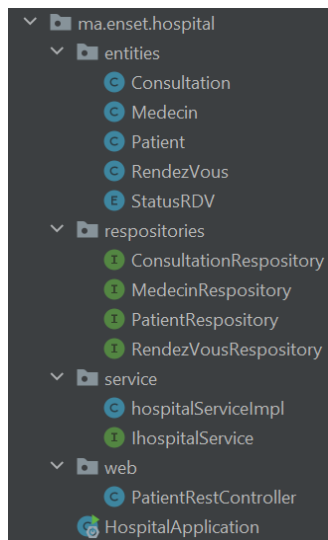 ma.enset.hospital
entities
C Consultation
C Medecin
C Patient
C RendezVous
E StatusRDV
respositories
I ConsultationRespository
I MedecinRespository
I PatientRespository
I RendezVousRespository
service
C hospitalServiceImpl
I IhospitalService
web
C PatientRestController
C HospitalApplication